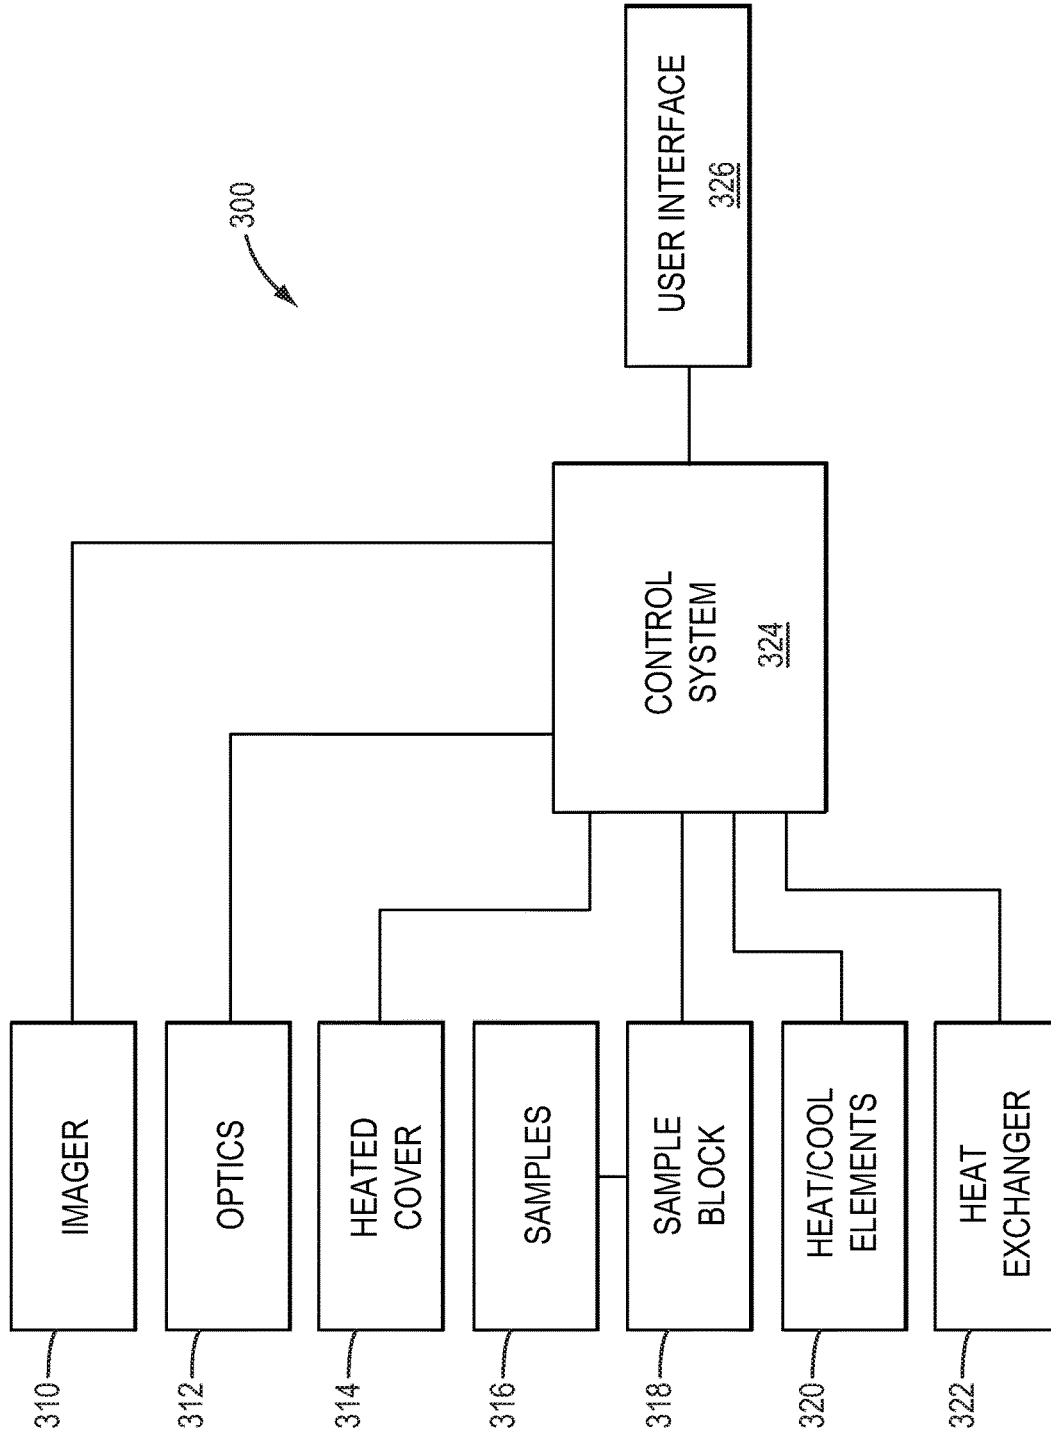 300
310
IMAGER
312
OPTICS
314
HEATED
COVER
316
SAMPLES
318
SAMPLE
BLOCK
320
HEAT/COOL
ELEMENTS
322
HEAT
EXCHANGER
CONTROL
SYSTEM
324
USER INTERFACE
326